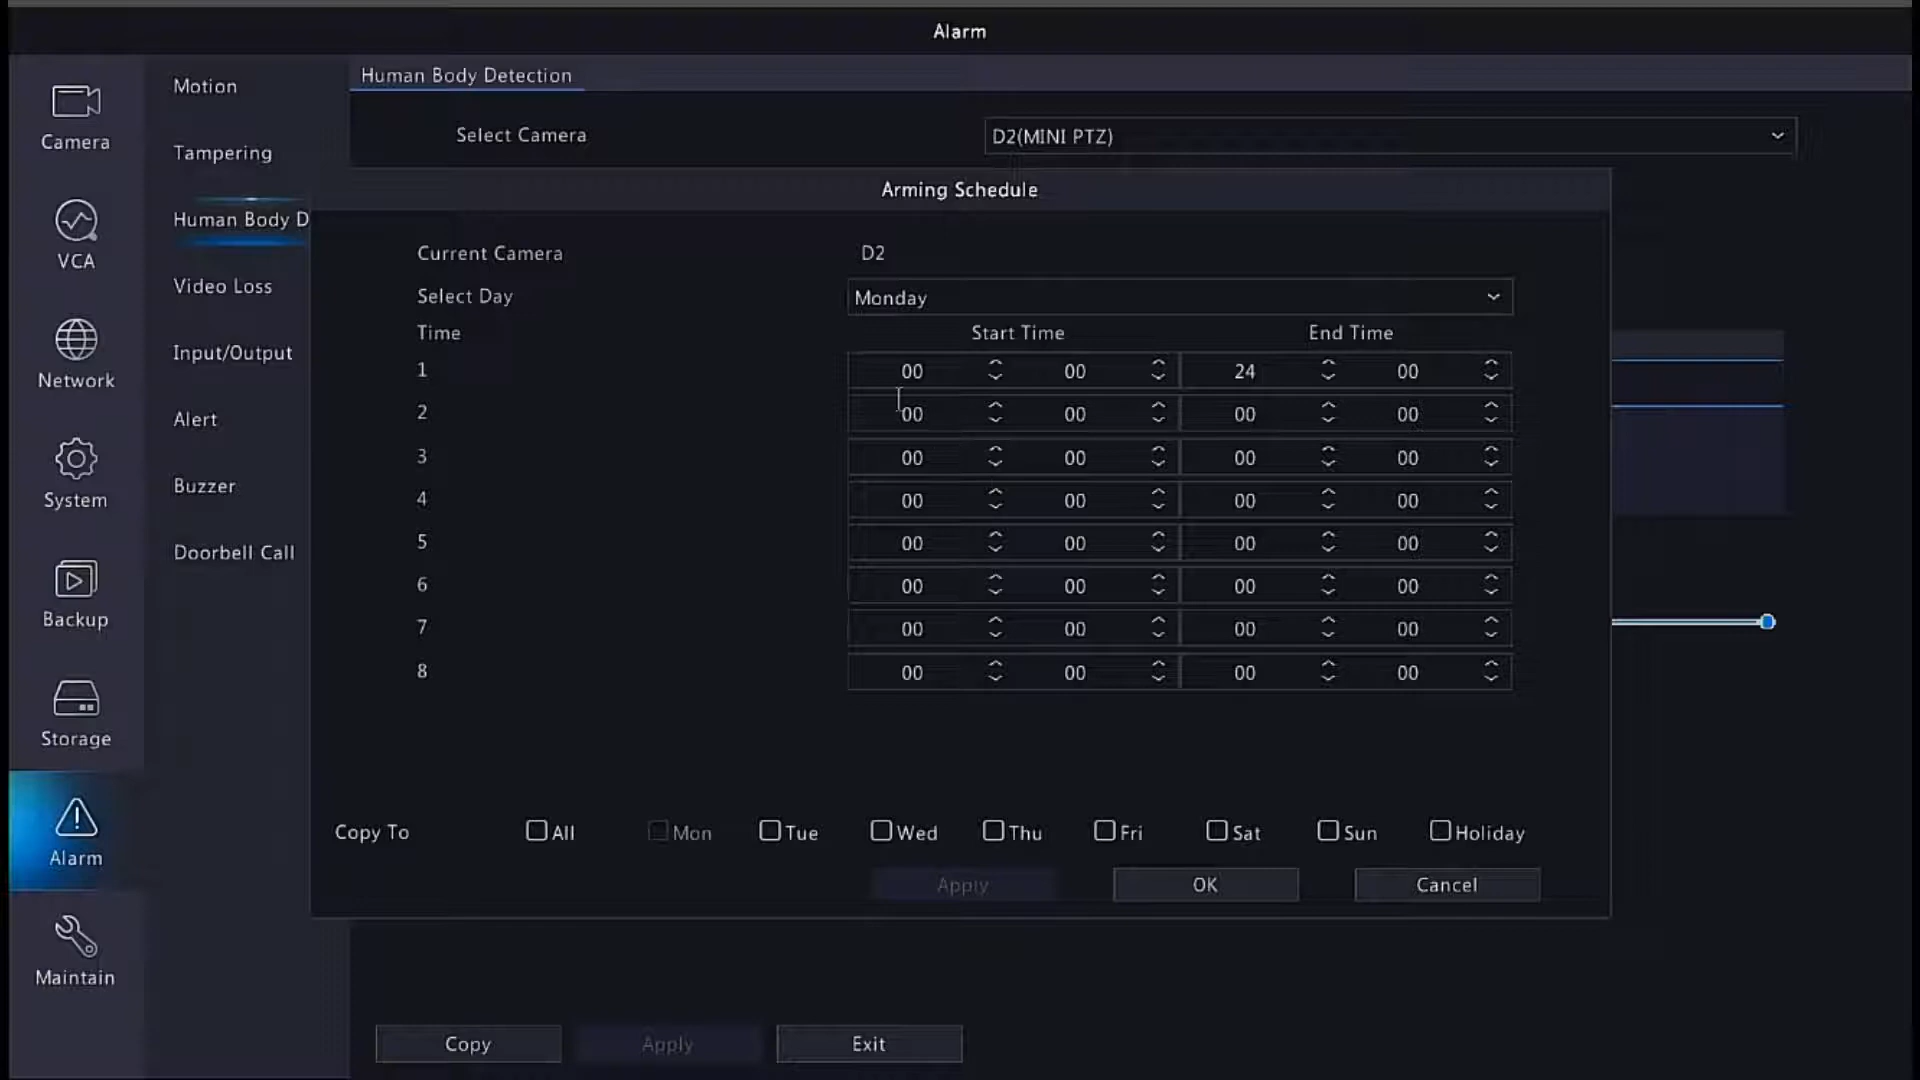 Alarm
Camera
VCA
Network
System
Backup
Storage
Alarm
Maintain
Motion
Tampering
Human Body D
Video Loss
Input/Output
Alert
Buzzer
Doorbell Call
Human Body Detection
Select Camera D2(MINI PTZ)
Arming Schedule
Current Camera D2
Select Day Monday
Time Start Time End Time
1 00 00 24 00
2 00 00 00 00
3 00 00 00 00
4 00 00 00 00
5 00 00 00 00
6 00 00 00 00
7 00 00 00 00
8 00 00 00 00
Copy To All Mon Tue Wed Thu Fri Sat Sun Holiday
Apply OK Cancel
Copy Apply Exit